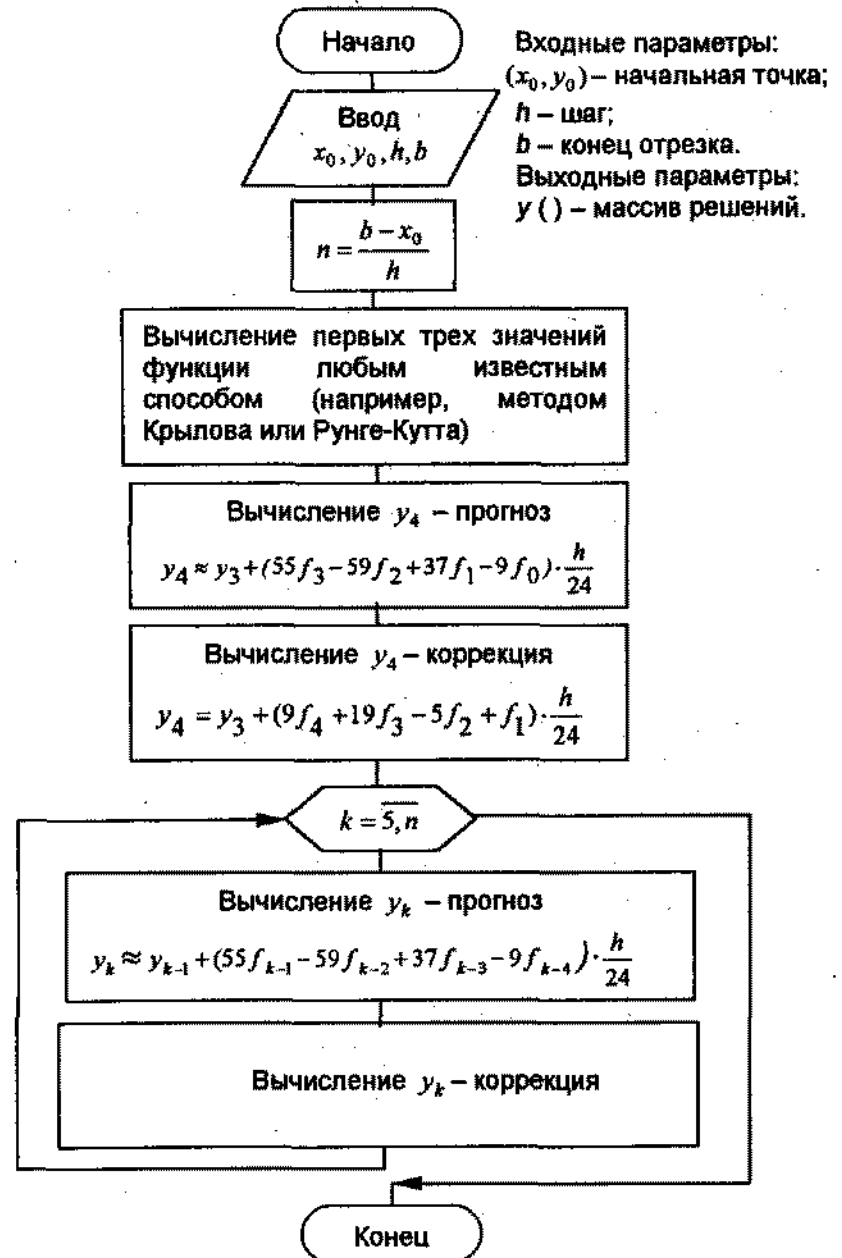 Начало
Входные параметры:
(x₀, y₀) – начальная точка;
h – шаг;
b – конец отрезка.
Выходные параметры:
y ( ) – массив решений.
Ввод
x₀, y₀, h, b
n = (b − x₀) / h
Вычисление первых трех значений
функции любым известным
способом (например, методом
Крылова или Рунге-Кутта)
Вычисление y₄ – прогноз
y₄ ≈ y₃ + (55f₃ − 59f₂ + 37f₁ − 9f₀) · h/24
Вычисление y₄ – коррекция
y₄ = y₃ + (9f₄ + 19f₃ − 5f₂ + f₁) · h/24
k = \overline{5, n}
Вычисление yₖ – прогноз
yₖ ≈ yₖ₋₁ + (55fₖ₋₁ − 59fₖ₋₂ + 37fₖ₋₃ − 9fₖ₋₄) · h/24
Вычисление yₖ – коррекция
Конец